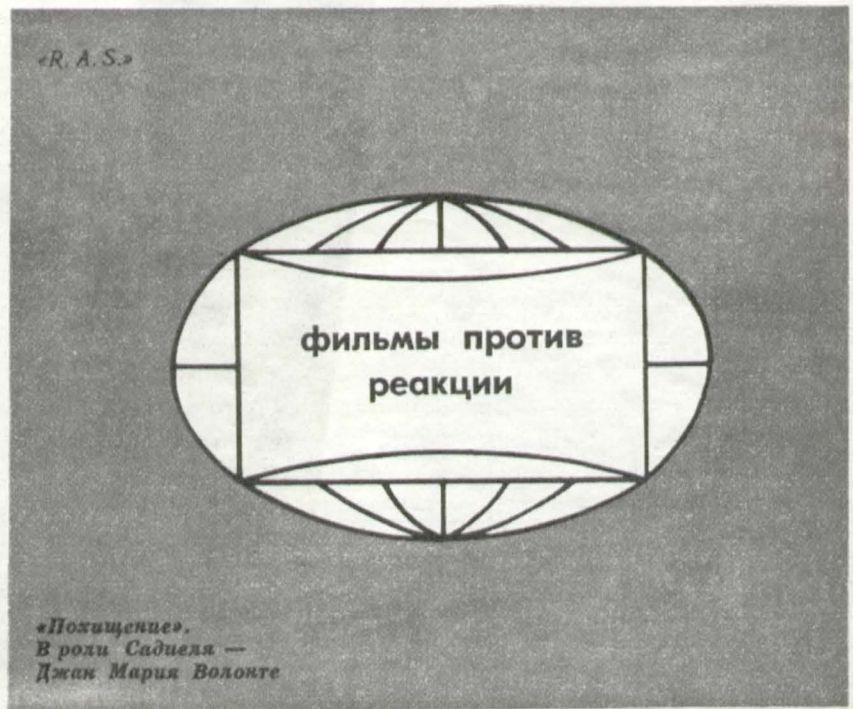 «R. A. S.»
фильмы против
реакции
«Похищение».
В роли Садиеля —
Джан Мария Волонте